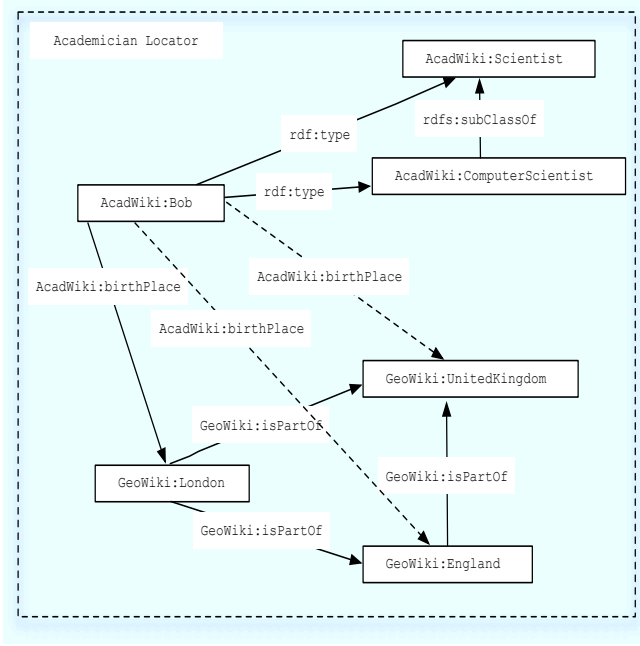 Academician Locator
AcadWiki:Scientist
rdfs:subClassOf
rdf:type
AcadWiki:ComputerScientist
rdf:type
AcadWiki:Bob
AcadWiki:birthPlace
AcadWiki:birthPlace
AcadWiki:birthPlace
GeoWiki:UnitedKingdom
GeoWiki:isPartOf
GeoWiki:isPartOf
GeoWiki:London
GeoWiki:isPartOf
GeoWiki:England